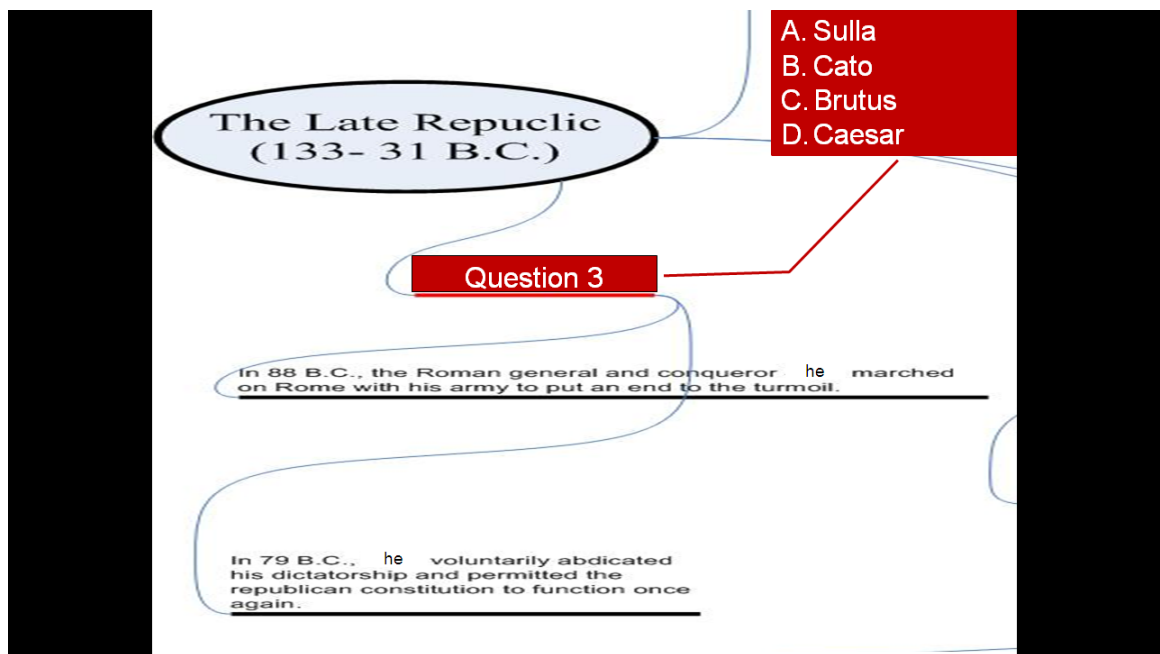 A. Sulla
B. Cato
C. Brutus
D. Caesar
The Late Repuclic
(133- 31 B.C.)
Question 3
In 88 B.C., the Roman general and conqueror he marched
on Rome with his army to put an end to the turmoil.
In 79 B.C., he voluntarily abdicated
his dictatorship and permitted the
republican constitution to function once
again.